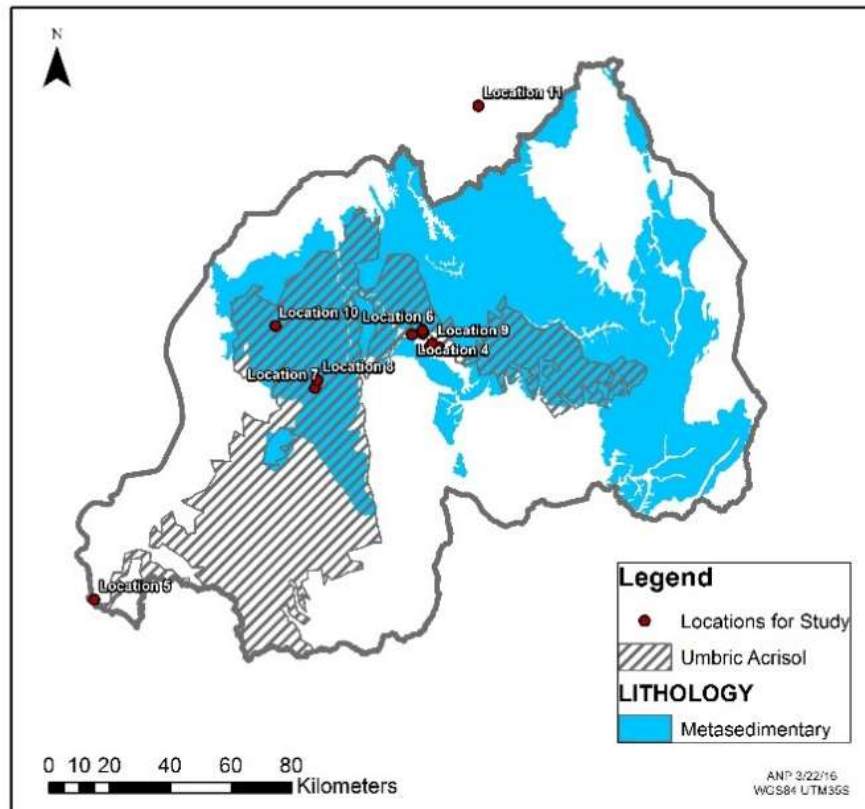 N
Location 11
Location 10
Location 6
Location 9
Location 4
Location 8
Location 7
Location 5
Legend
Locations for Study
Umbric Acrisol
LITHOLOGY
Metasedimentary
0 10 20 40 60 80
Kilometers
ANP 3/22/16
WGS84 UTM35S